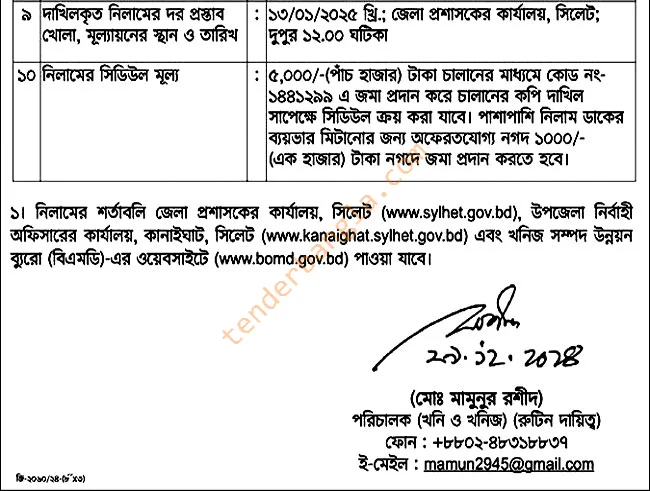 ৯ দাখিলকৃত নিলামের দর প্রস্তাব : ১৩/০১/২০২৫ খ্রি.; জেলা প্রশাসকের কার্যালয়, সিলেট;
খোলা, মূল্যায়নের স্থান ও তারিখ দুপুর ১২.০০ ঘটিকা
১০ নিলামের সিডিউল মূল্য : ৫,০০০/-(পাঁচ হাজার) টাকা চালানের মাধ্যমে কোড নং-
১৪৪১২৯৯ এ জমা প্রদান করে চালানের কপি দাখিল
সাপেক্ষে সিডিউল ক্রয় করা যাবে। পাশাপাশি নিলাম ডাকের
ব্যয়ভার মিটানোর জন্য অফেরতযোগ্য নগদ ১০০০/-
(এক হাজার) টাকা নগদে জমা প্রদান করতে হবে।
১। নিলামের শর্তাবলি জেলা প্রশাসকের কার্যালয়, সিলেট (www.sylhet.gov.bd), উপজেলা নির্বাহী
অফিসারের কার্যালয়, কানাইঘাট, সিলেট (www.kanaighat.sylhet.gov.bd) এবং খনিজ সম্পদ উন্নয়ন
ব্যুরো (বিএমডি)-এর ওয়েবসাইটে (www.bomd.gov.bd) পাওয়া যাবে।
tenderbangla.com
২৯.১২.২০২৪
(মোঃ মামুনুর রশীদ)
পরিচালক (খনি ও খনিজ) (রুটিন দায়িত্ব)
ফোন : +৮৮০২-৪৮৩১৮৮৩৭
ই-মেইল : mamun2945@gmail.com
জি-২০৬০/২৪-(৮"x৩)